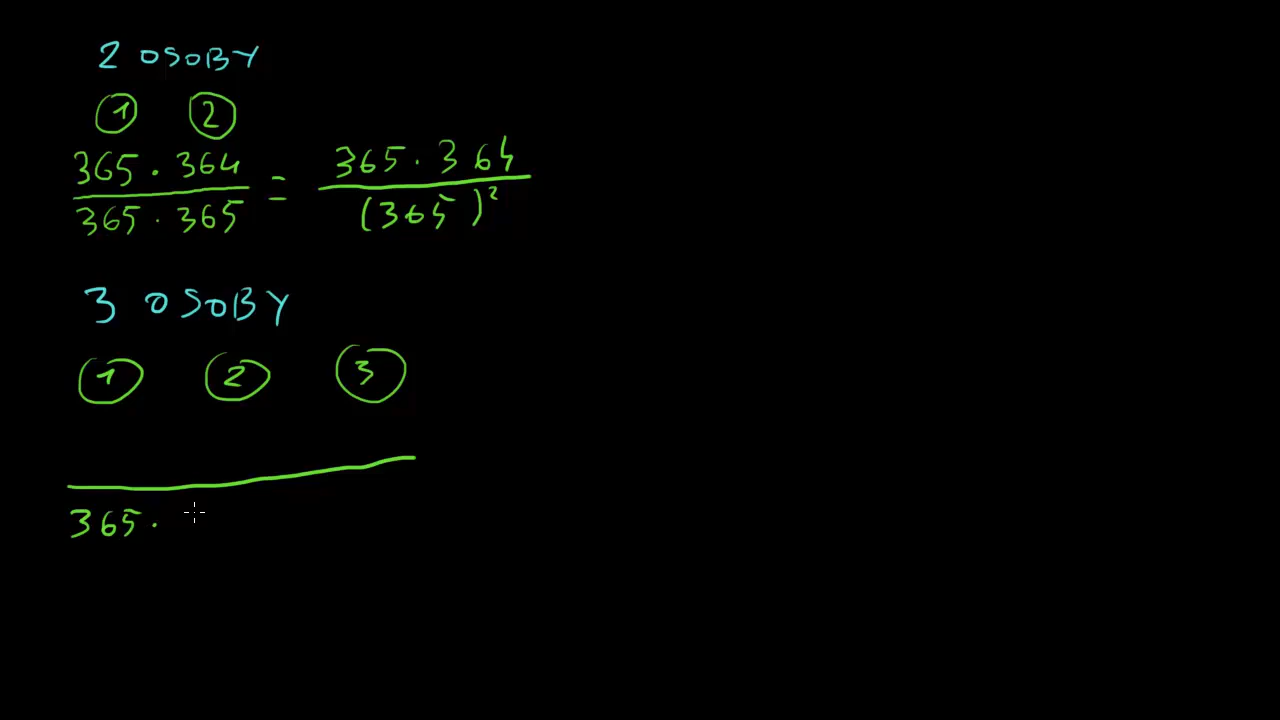 2 OSOBY
1 2
365 · 364 / 365 · 365 = 365 · 364 / (365)²
3 OSOBY
1 2 3
365 ·